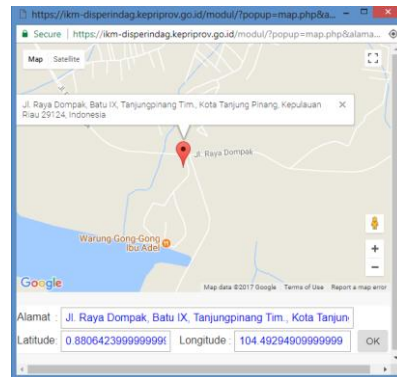 https://ikm-disperindag.kepriprov.go.id/modul/?popup=map.php&a...
Secure | https://ikm-disperindag.kepriprov.go.id/modul/?popup=map.php&alama...
Map Satellite
Jl. Raya Dompak, Batu IX, Tanjungpinang Tim., Kota Tanjung Pinang, Kepulauan
Riau 29124, Indonesia
Jl. Raya Dompak
Warung Gong-Gong
Ibu Adei
Google
Map data ©2017 Google Terms of Use Report a map error
Alamat : Jl. Raya Dompak, Batu IX, Tanjungpinang Tim., Kota Tanjun
Latitude: 0.8806423999999999 Longitude : 104.49294909999999 OK